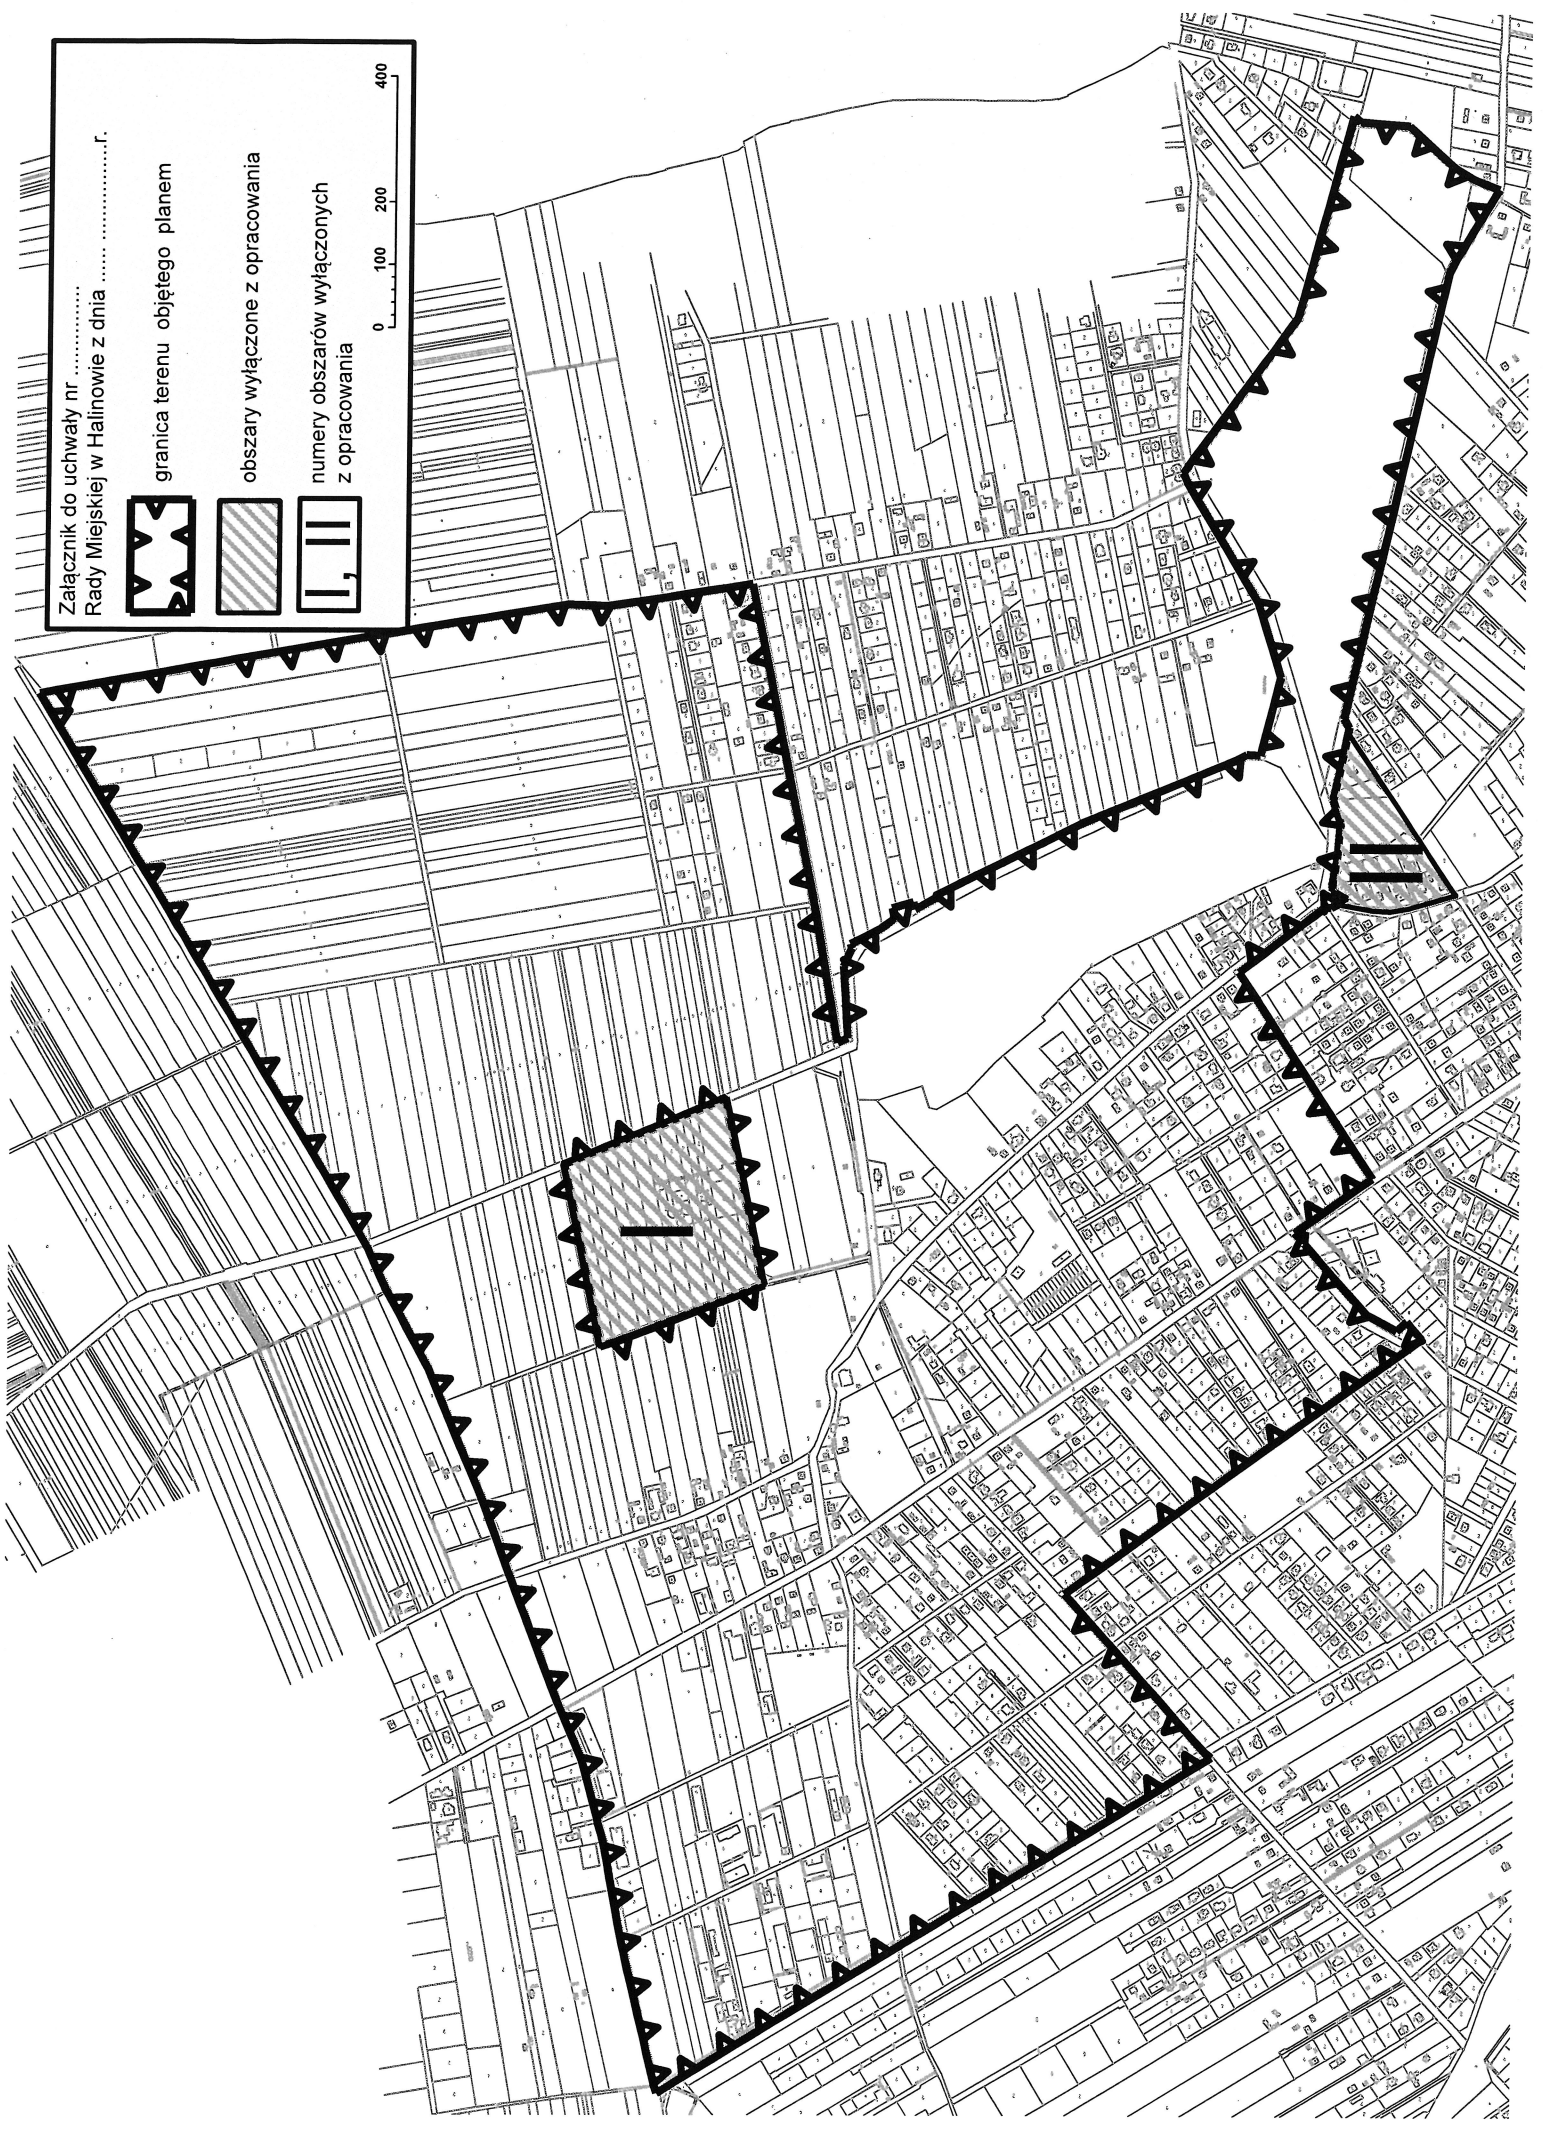 Załącznik do uchwały nr ................
Rady Miejskiej w Halinowie z dnia ...... .................r.
granica terenu objętego planem
obszary wyłączone z opracowania
I, II
numery obszarów wyłączonych
z opracowania
0 100 200 400
I
II